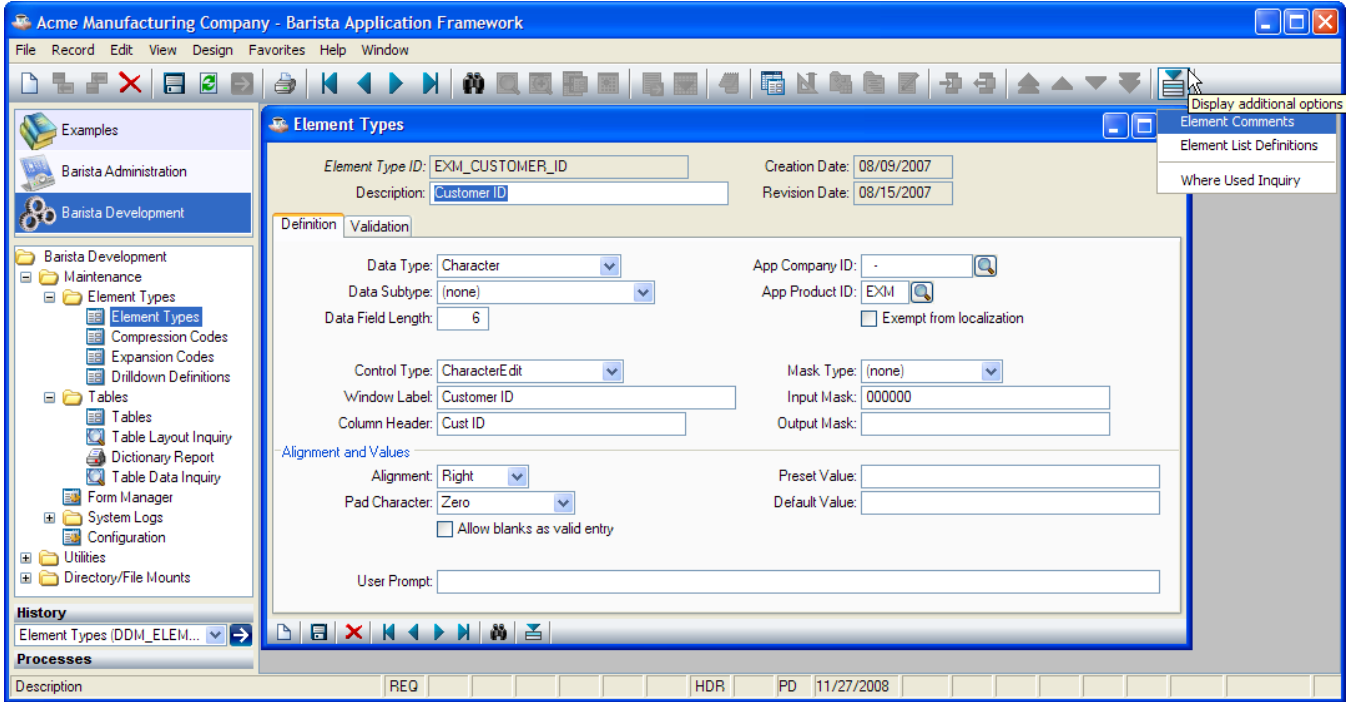 Acme Manufacturing Company - Barista Application Framework
File Record Edit View Design Favorites Help Window
Display additional options
Element Comments
Element List Definitions
Where Used Inquiry
Examples
Barista Administration
Barista Development
Barista Development
Maintenance
Element Types
Element Types
Compression Codes
Expansion Codes
Drilldown Definitions
Tables
Tables
Table Layout Inquiry
Dictionary Report
Table Data Inquiry
Form Manager
System Logs
Configuration
Utilities
Directory/File Mounts
History
Element Types (DDM_ELEM...
Processes
Element Types
Element Type ID: EXM_CUSTOMER_ID Creation Date: 08/09/2007
Description: Customer ID Revision Date: 08/15/2007
Definition Validation
Data Type: Character App Company ID: -
Data Subtype: (none) App Product ID: EXM
Data Field Length: 6 Exempt from localization
Control Type: CharacterEdit Mask Type: (none)
Window Label: Customer ID Input Mask: 000000
Column Header: Cust ID Output Mask:
Alignment and Values
Alignment: Right Preset Value:
Pad Character: Zero Default Value:
Allow blanks as valid entry
User Prompt:
Description REQ HDR PD 11/27/2008